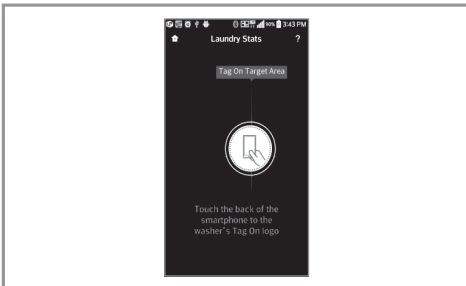 90% 3:43 PM
Laundry Stats ?
Tag On Target Area
Touch the back of the
smartphone to the
washer's Tag On logo